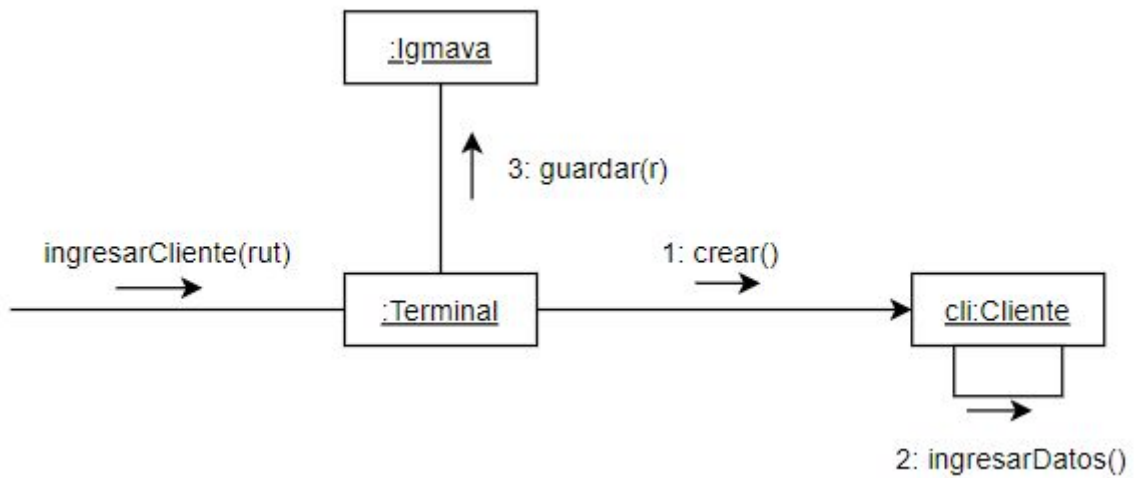 :Igmava
3: guardar(r)
ingresarCliente(rut)
1: crear()
:Terminal
cli:Cliente
2: ingresarDatos()